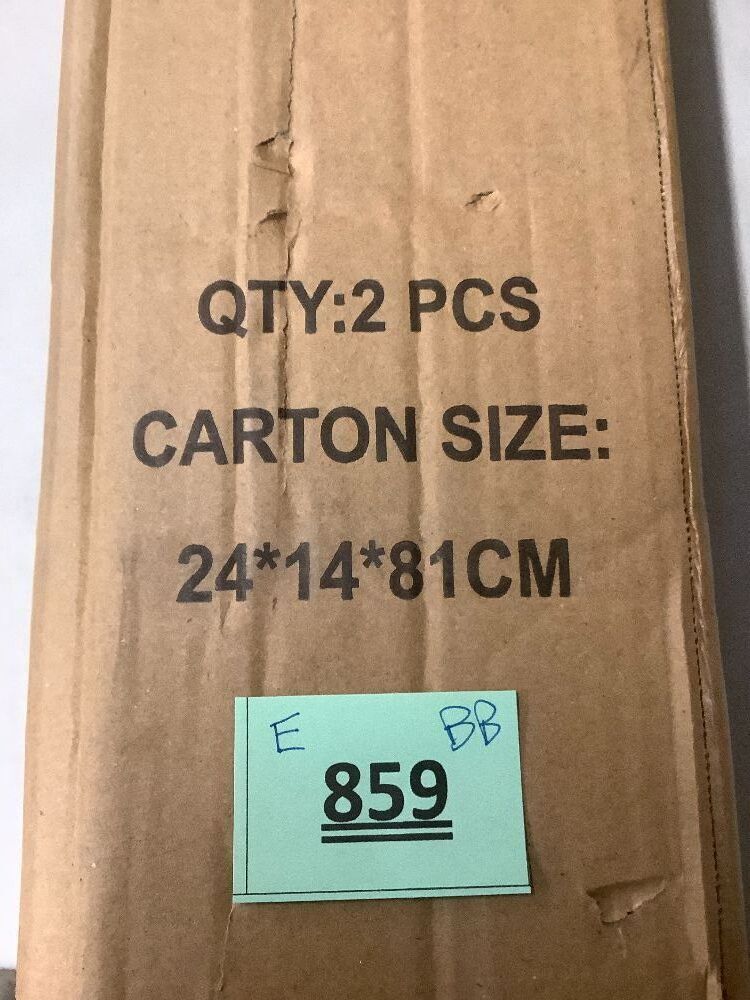 QTY:2 PCS
CARTON SIZE:
24*14*81CM
E BB
859